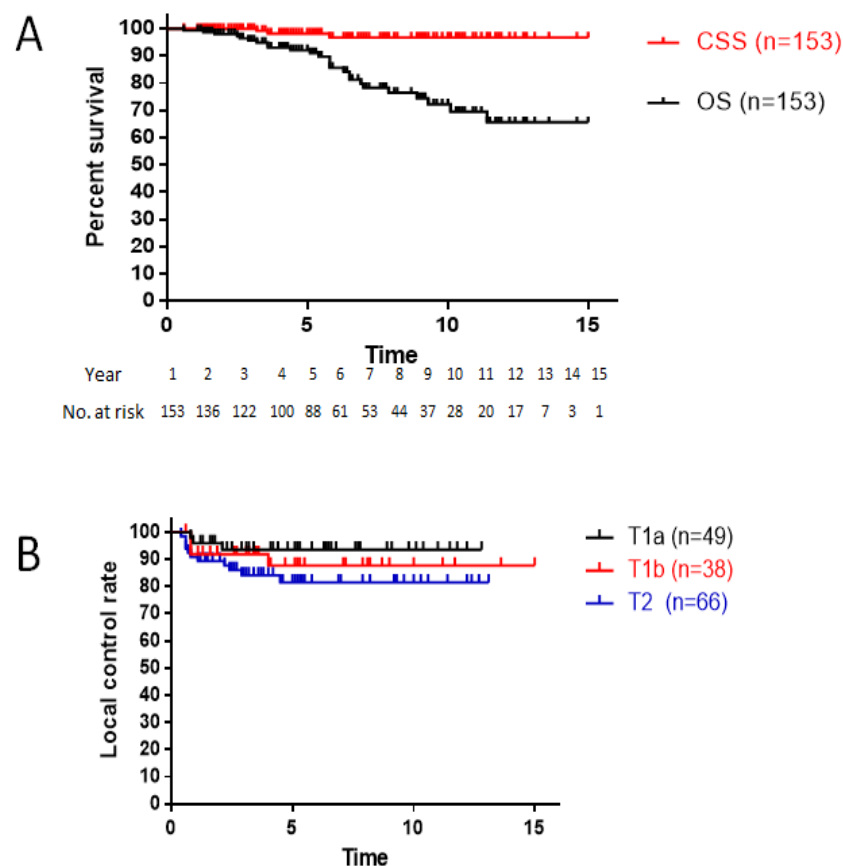 A
Percent survival
100
90
80
70
60
50
40
30
20
10
0
0 5 10 15
Time
CSS (n=153)
OS (n=153)
Year 1 2 3 4 5 6 7 8 9 10 11 12 13 14 15
No. at risk 153 136 122 100 88 61 53 44 37 28 20 17 7 3 1
B
Local control rate
100
90
80
70
60
50
40
30
20
10
0
0 5 10 15
Time
T1a (n=49)
T1b (n=38)
T2 (n=66)